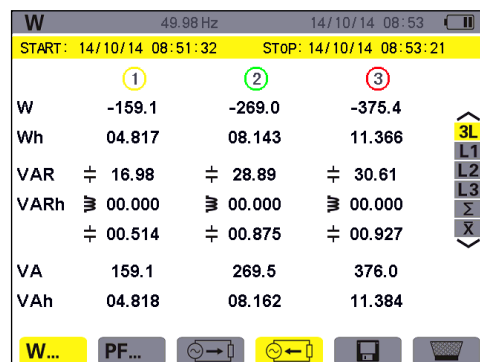 W 49.98 Hz 14/10/14 08:53
START: 14/10/14 08:51:32 STOP: 14/10/14 08:53:21
1 2 3
W -159.1 -269.0 -375.4
Wh 04.817 08.143 11.366
VAR 16.98 28.89 30.61
VARh 00.000 00.000 00.000
00.514 00.875 00.927
VA 159.1 269.5 376.0
VAh 04.818 08.162 11.384
3L
L1
L2
L3
Σ
x̅
W... PF...